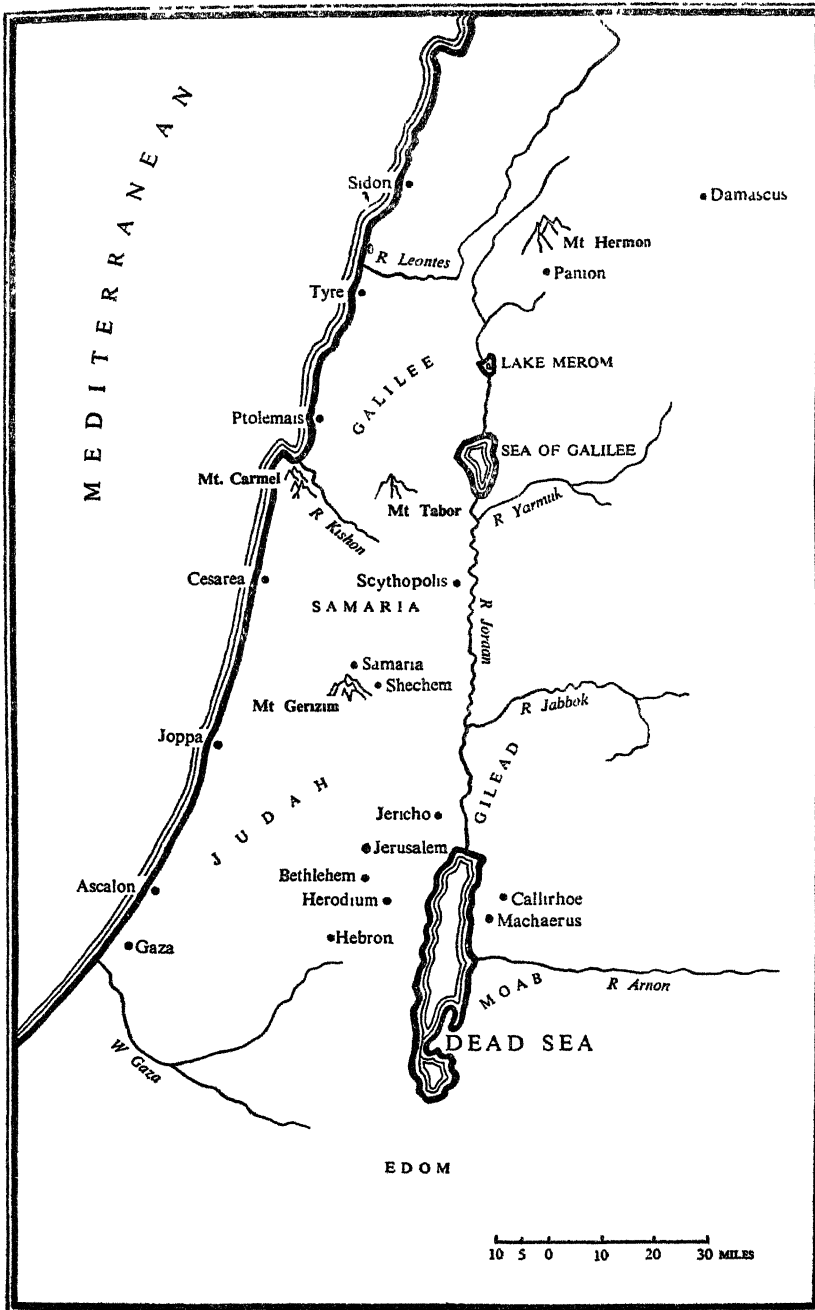 MEDITERRANEAN
Sidon
Damascus
Mt Hermon
R Leontes
Panion
Tyre
LAKE MEROM
GALILEE
Ptolemais
SEA OF GALILEE
Mt. Carmel
Mt Tabor
R Yarmuk
R Kishon
Cesarea
Scythopolis
SAMARIA
R Jordan
Samaria
Shechem
Mt Gerizim
R Jabbok
Joppa
GILEAD
JUDAH
Jericho
Jerusalem
Bethlehem
Ascalon
Herodium
Callirhoe
Machaerus
Gaza
Hebron
MOAB
R Arnon
DEAD SEA
W Gaza
EDOM
10 5 0 10 20 30 MILES